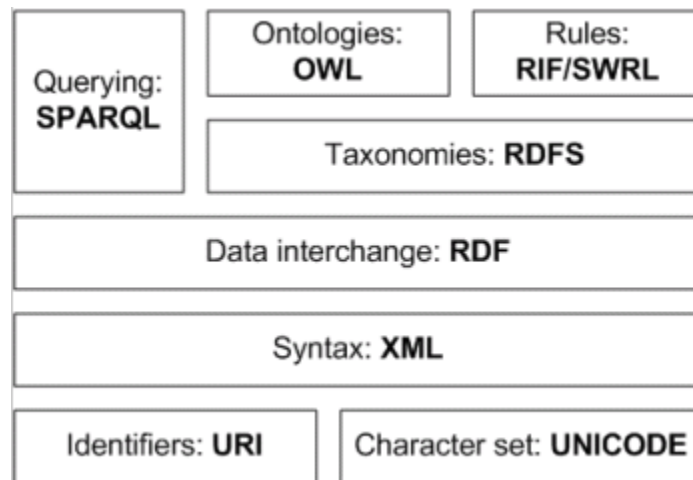 Querying:
SPARQL
Ontologies:
OWL
Rules:
RIF/SWRL
Taxonomies: RDFS
Data interchange: RDF
Syntax: XML
Identifiers: URI
Character set: UNICODE